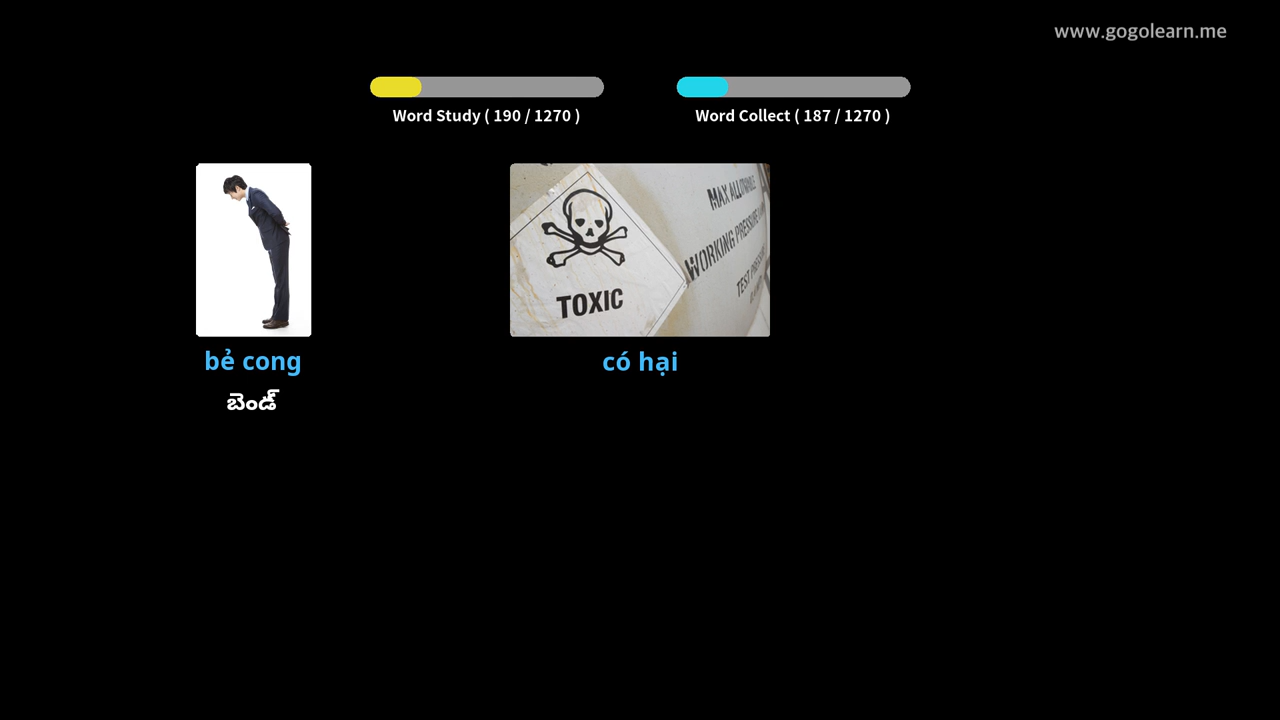 www.gogolearn.me
Word Study ( 190 / 1270 )
Word Collect ( 187 / 1270 )
TOXIC
MAX ALLOWABLE
WORKING PRESSURE
TEST
bẻ cong
có hại
బెండ్